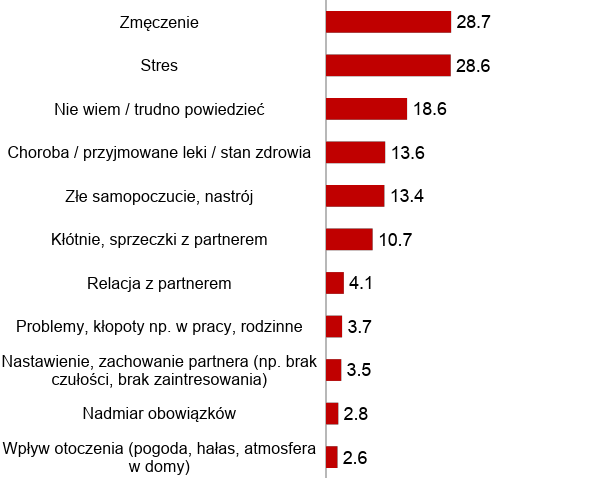 Zmęczenie 28.7
Stres 28.6
Nie wiem / trudno powiedzieć 18.6
Choroba / przyjmowane leki / stan zdrowia 13.6
Złe samopoczucie, nastrój 13.4
Kłótnie, sprzeczki z partnerem 10.7
Relacja z partnerem 4.1
Problemy, kłopoty np. w pracy, rodzinne 3.7
Nastawienie, zachowanie partnera (np. brak
czułości, brak zaintresowania) 3.5
Nadmiar obowiązków 2.8
Wpływ otoczenia (pogoda, hałas, atmosfera
w domy) 2.6